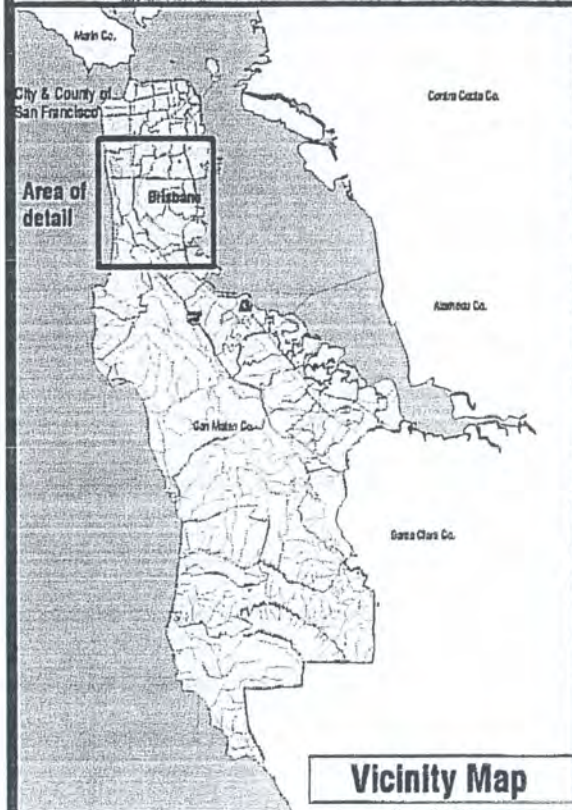 Marin Co.
City & County of
San Francisco
Contra Costa Co.
Area of
detail
Brisbane
Alameda Co.
San Mateo Co.
Santa Clara Co.
Vicinity Map